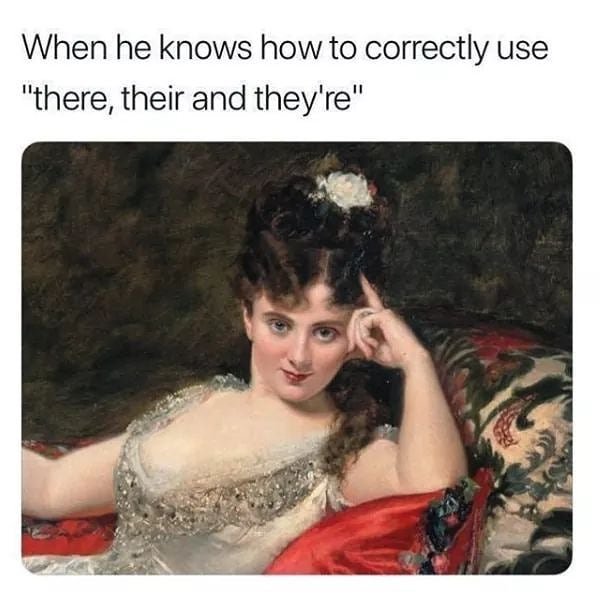 When he knows how to correctly use
"there, their and they're"